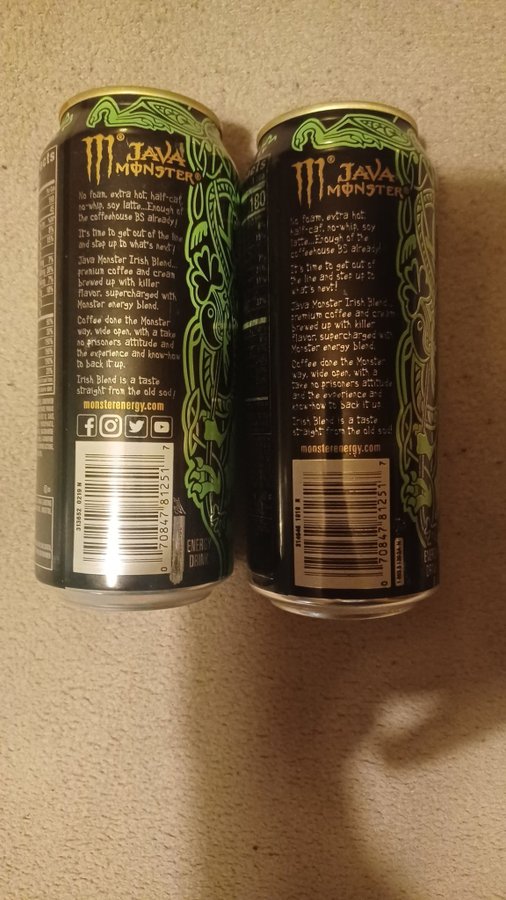 JAVA
MONSTER®
No foam, extra hot, half-caf,
no-whip, soy latte...Enough of
the coffeehouse BS already!
It's time to get out of the line
and step up to what's next!
Java Monster Irish Blend...
premium coffee and cream
brewed up with killer
flavor, supercharged with
Monster energy blend.
Coffee done the Monster
way, wide open, with a take
no prisoners attitude and
the experience and know-how
to back it up.
Irish Blend is a taste
straight from the old sod!
monsterenergy.com
313652 0219 N
0 70847 81251 7
ENERGY
DRINK
JAVA
MONSTER®
No foam, extra hot,
half-caf, no-whip, soy
latte...Enough of the
coffeehouse BS already!
It's time to get out of
the line and step up to
what's next!
Java Monster Irish Blend...
premium coffee and cream
brewed up with killer
flavor, supercharged with
Monster energy blend.
Coffee done the Monster
way, wide open, with a
take no prisoners attitude
and the experience and
know-how to back it up.
Irish Blend is a taste
straight from the old sod!
monsterenergy.com
0 70847 81251 7
180